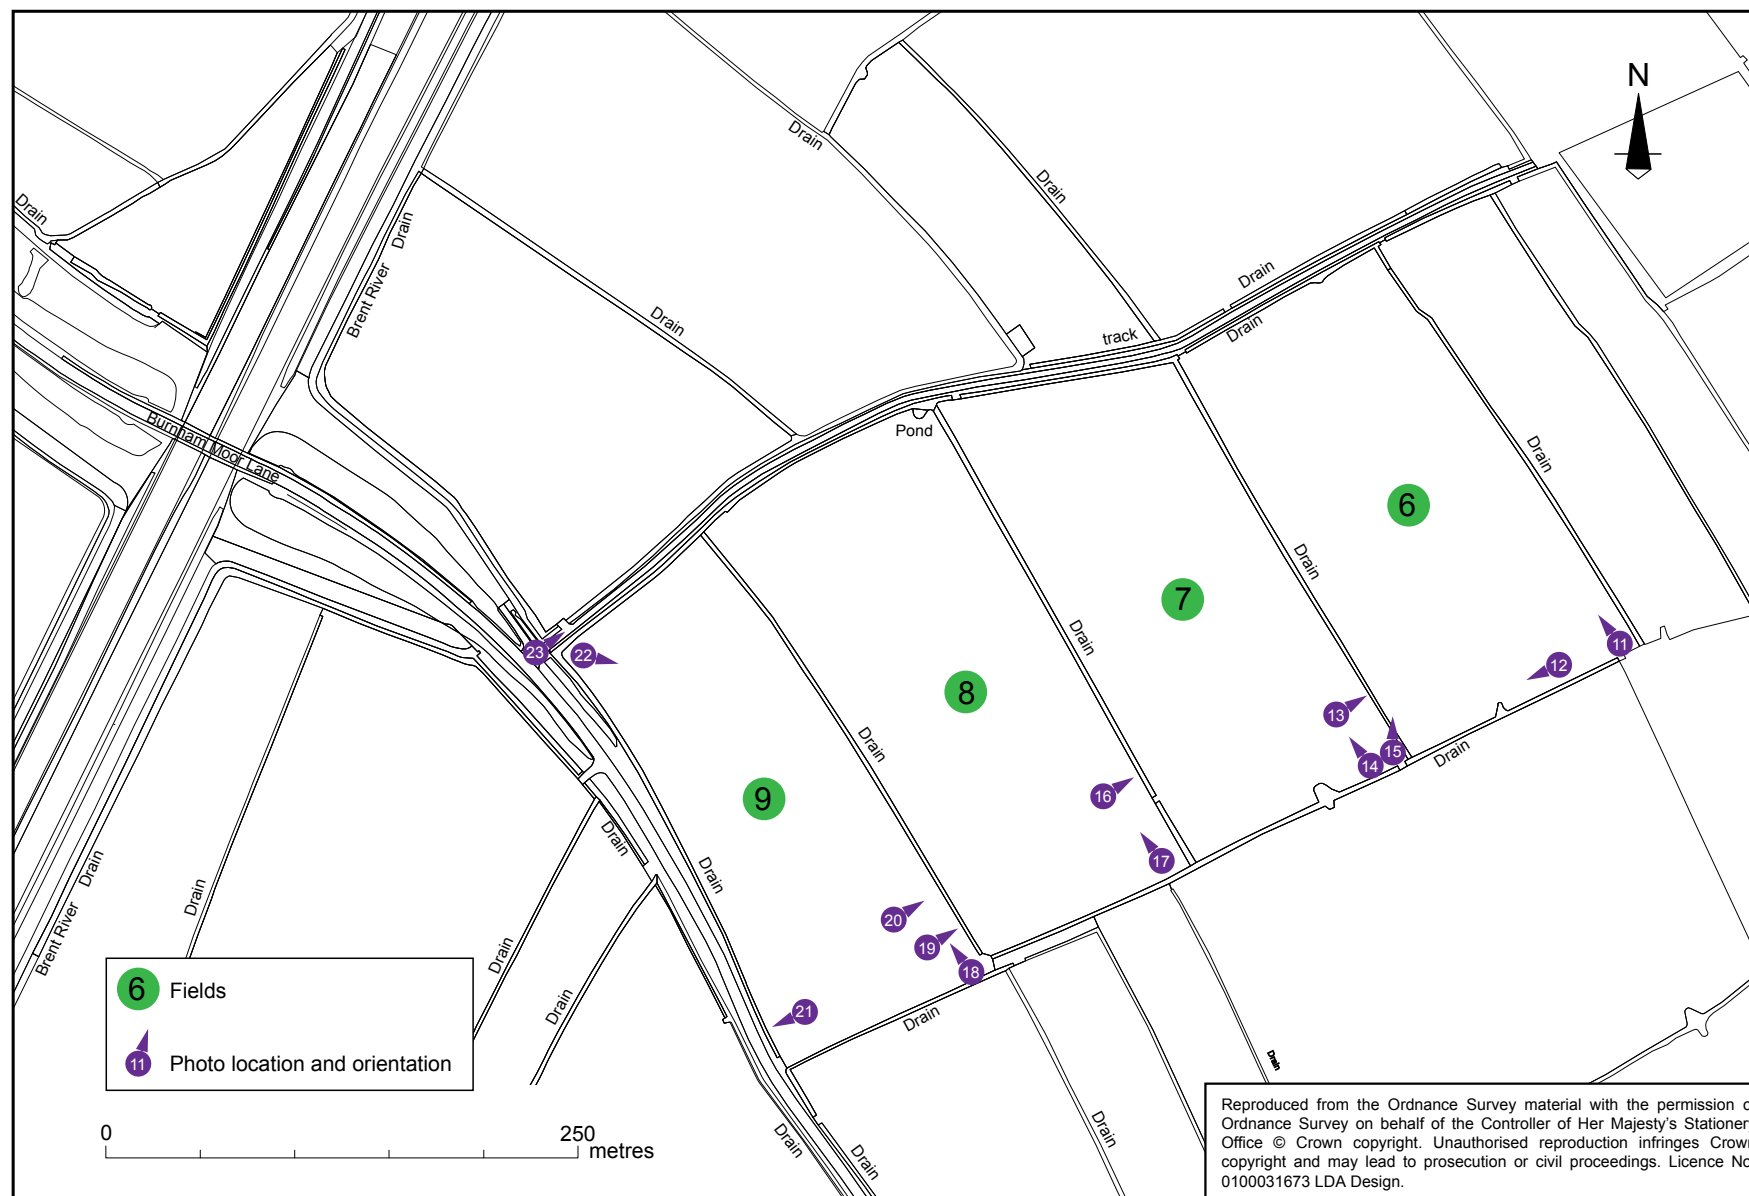 N
Drain
Drain
Drain
Drain
Brent River Drain
Drain
Drain
track
Drain
Burnham Moor Lane
Pond
Drain
6
Drain
7
Drain
8
Drain
9
23
22
11
12
13
14
15
Drain
16
17
20
19
18
21
Drain
Drain
Drain
Drain
Drain
Drain
Drain
Drain
Drain
Drain
Brent River Drain
6 Fields
11 Photo location and orientation
0 250
metres
Reproduced from the Ordnance Survey material with the permission o
Ordnance Survey on behalf of the Controller of Her Majesty's Stationer
Office © Crown copyright. Unauthorised reproduction infringes Crown
copyright and may lead to prosecution or civil proceedings. Licence No
0100031673 LDA Design.